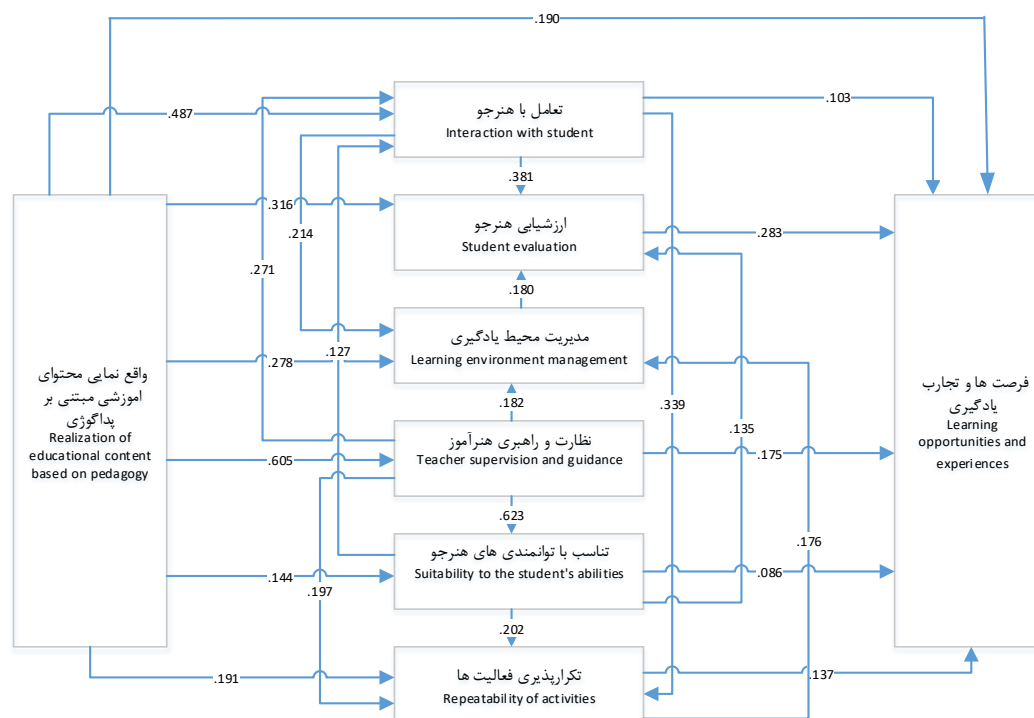 .190
تعامل با هنرجو
Interaction with student
.103
.487
.381
.316
ارزشیابی هنرجو
Student evaluation
.283
.214
.271
.180
مدیریت محیط یادگیری
Learning environment management
.278
.127
واقع نمایی محتوای
اموزشی مبتنی بر
پداگوژی
Realization of
educational content
based on pedagogy
فرصت ها و تجارب
یادگیری
Learning
opportunities and
experiences
.182
.339
.135
نظارت و راهبری هنرآموز
Teacher supervision and guidance
.605
.175
.623
.176
تناسب با توانمندی های هنرجو
Suitability to the student's abilities
.144
.086
.197
.202
تکرارپذیری فعالیت ها
Repeatability of activities
.191
.137